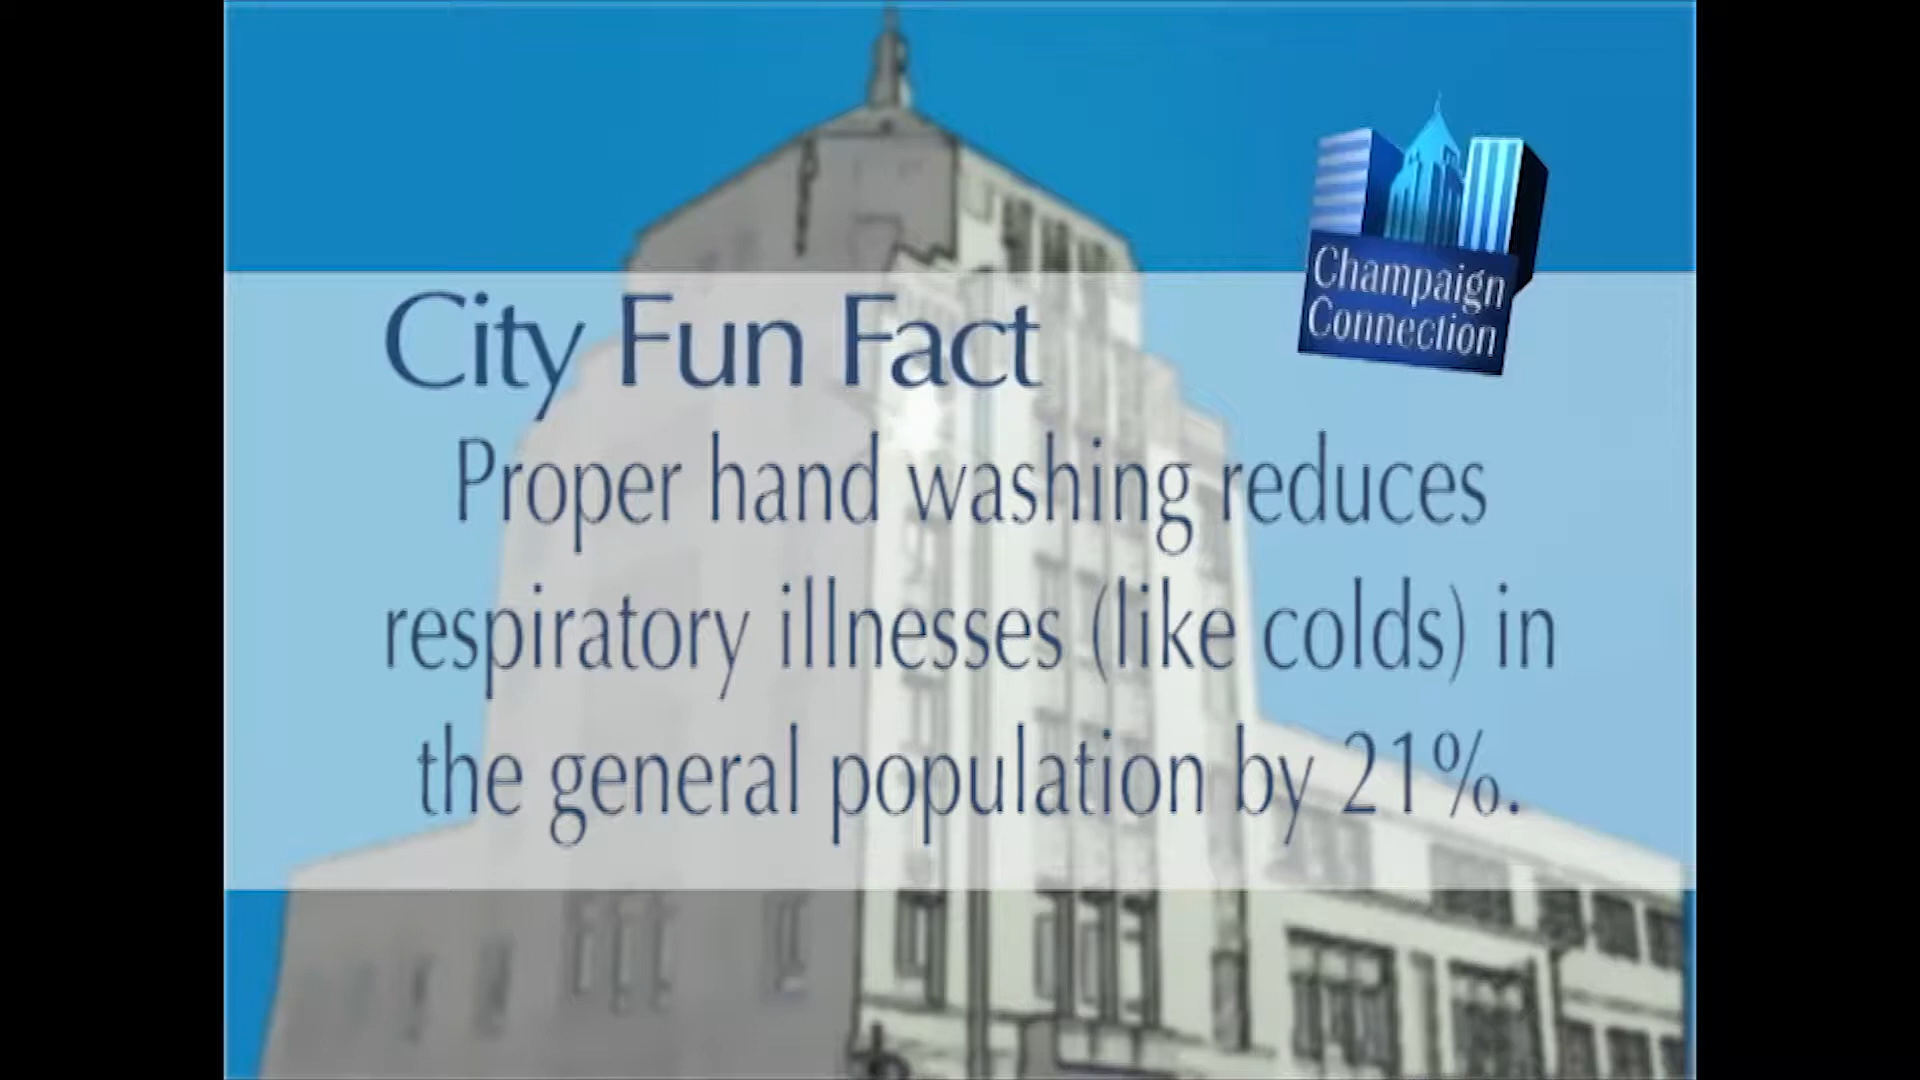 City Fun Fact
Champaign
Connection
Proper hand washing reduces
respiratory illnesses (like colds) in
the general population by 21%.